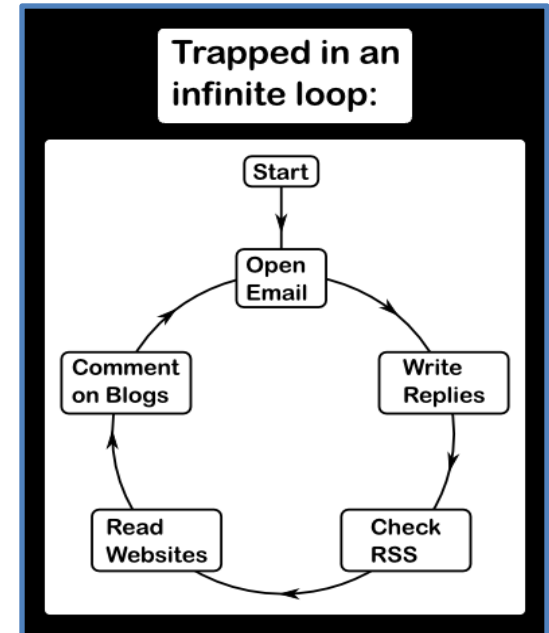 Trapped in an
infinite loop:
Start
Open
Email
Write
Replies
Check
RSS
Read
Websites
Comment
on Blogs